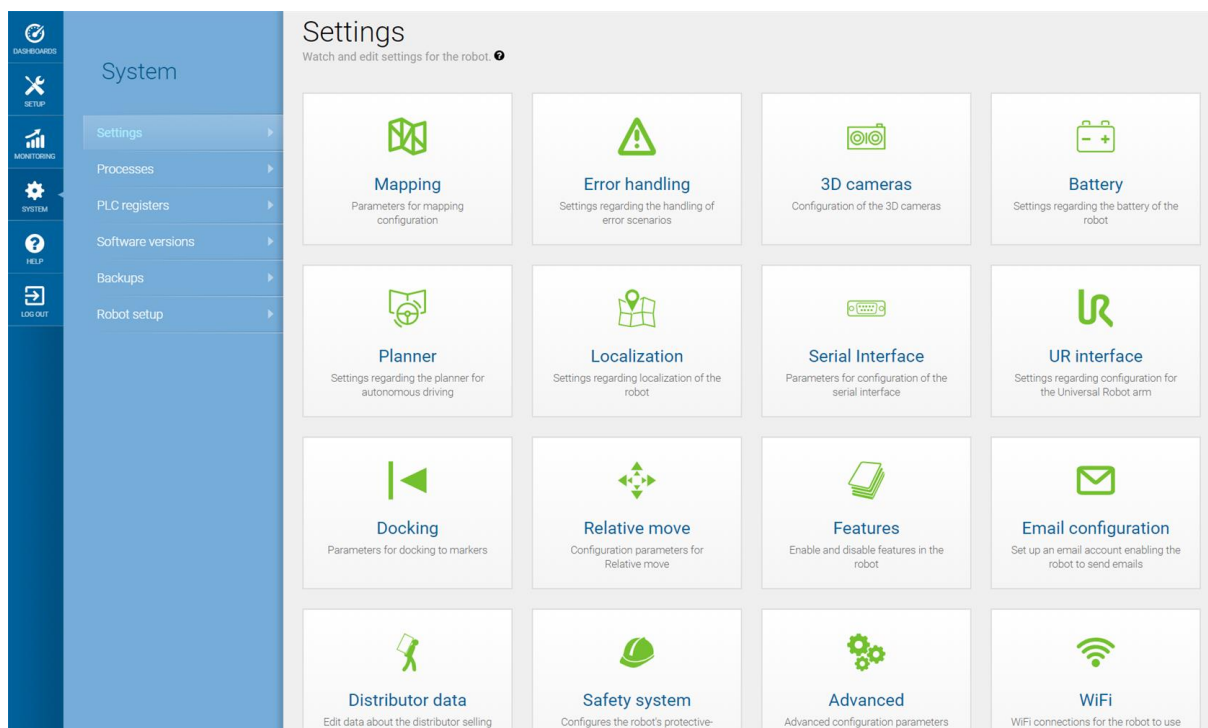 DASHBOARDS
SETUP
MONITORING
SYSTEM
HELP
LOG OUT
System
Settings
Processes
PLC registers
Software versions
Backups
Robot setup
Settings
Watch and edit settings for the robot.
Mapping
Parameters for mapping
configuration
Error handling
Settings regarding the handling of
error scenarios
3D cameras
Configuration of the 3D cameras
Battery
Settings regarding the battery of the
robot
Planner
Settings regarding the planner for
autonomous driving
Localization
Settings regarding localization of the
robot
Serial Interface
Parameters for configuration of the
serial interface
UR interface
Settings regarding configuration for
the Universal Robot arm
Docking
Parameters for docking to markers
Relative move
Configuration parameters for
Relative move
Features
Enable and disable features in the
robot
Email configuration
Set up an email account enabling the
robot to send emails
Distributor data
Edit data about the distributor selling
Safety system
Configures the robot's protective-
Advanced
Advanced configuration parameters
WiFi
WiFi connections for the robot to use